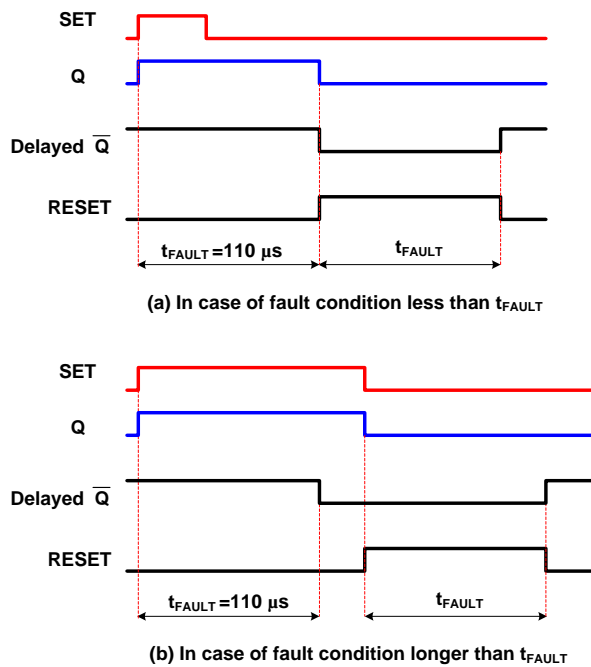 SET
Q
Delayed Q̅
RESET
tFAULT =110 μs
tFAULT
(a) In case of fault condition less than tFAULT
SET
Q
Delayed Q̅
RESET
tFAULT =110 μs
tFAULT
(b) In case of fault condition longer than tFAULT